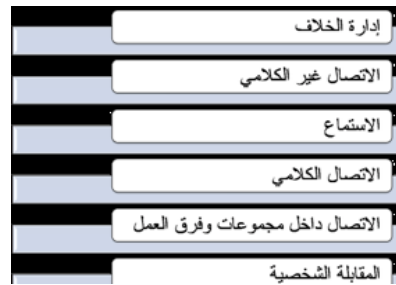 إدارة الخلاف
الاتصال غير الكلامي
الاستماع
الاتصال الكلامي
الاتصال داخل مجموعات وفرق العمل
المقابلة الشخصية